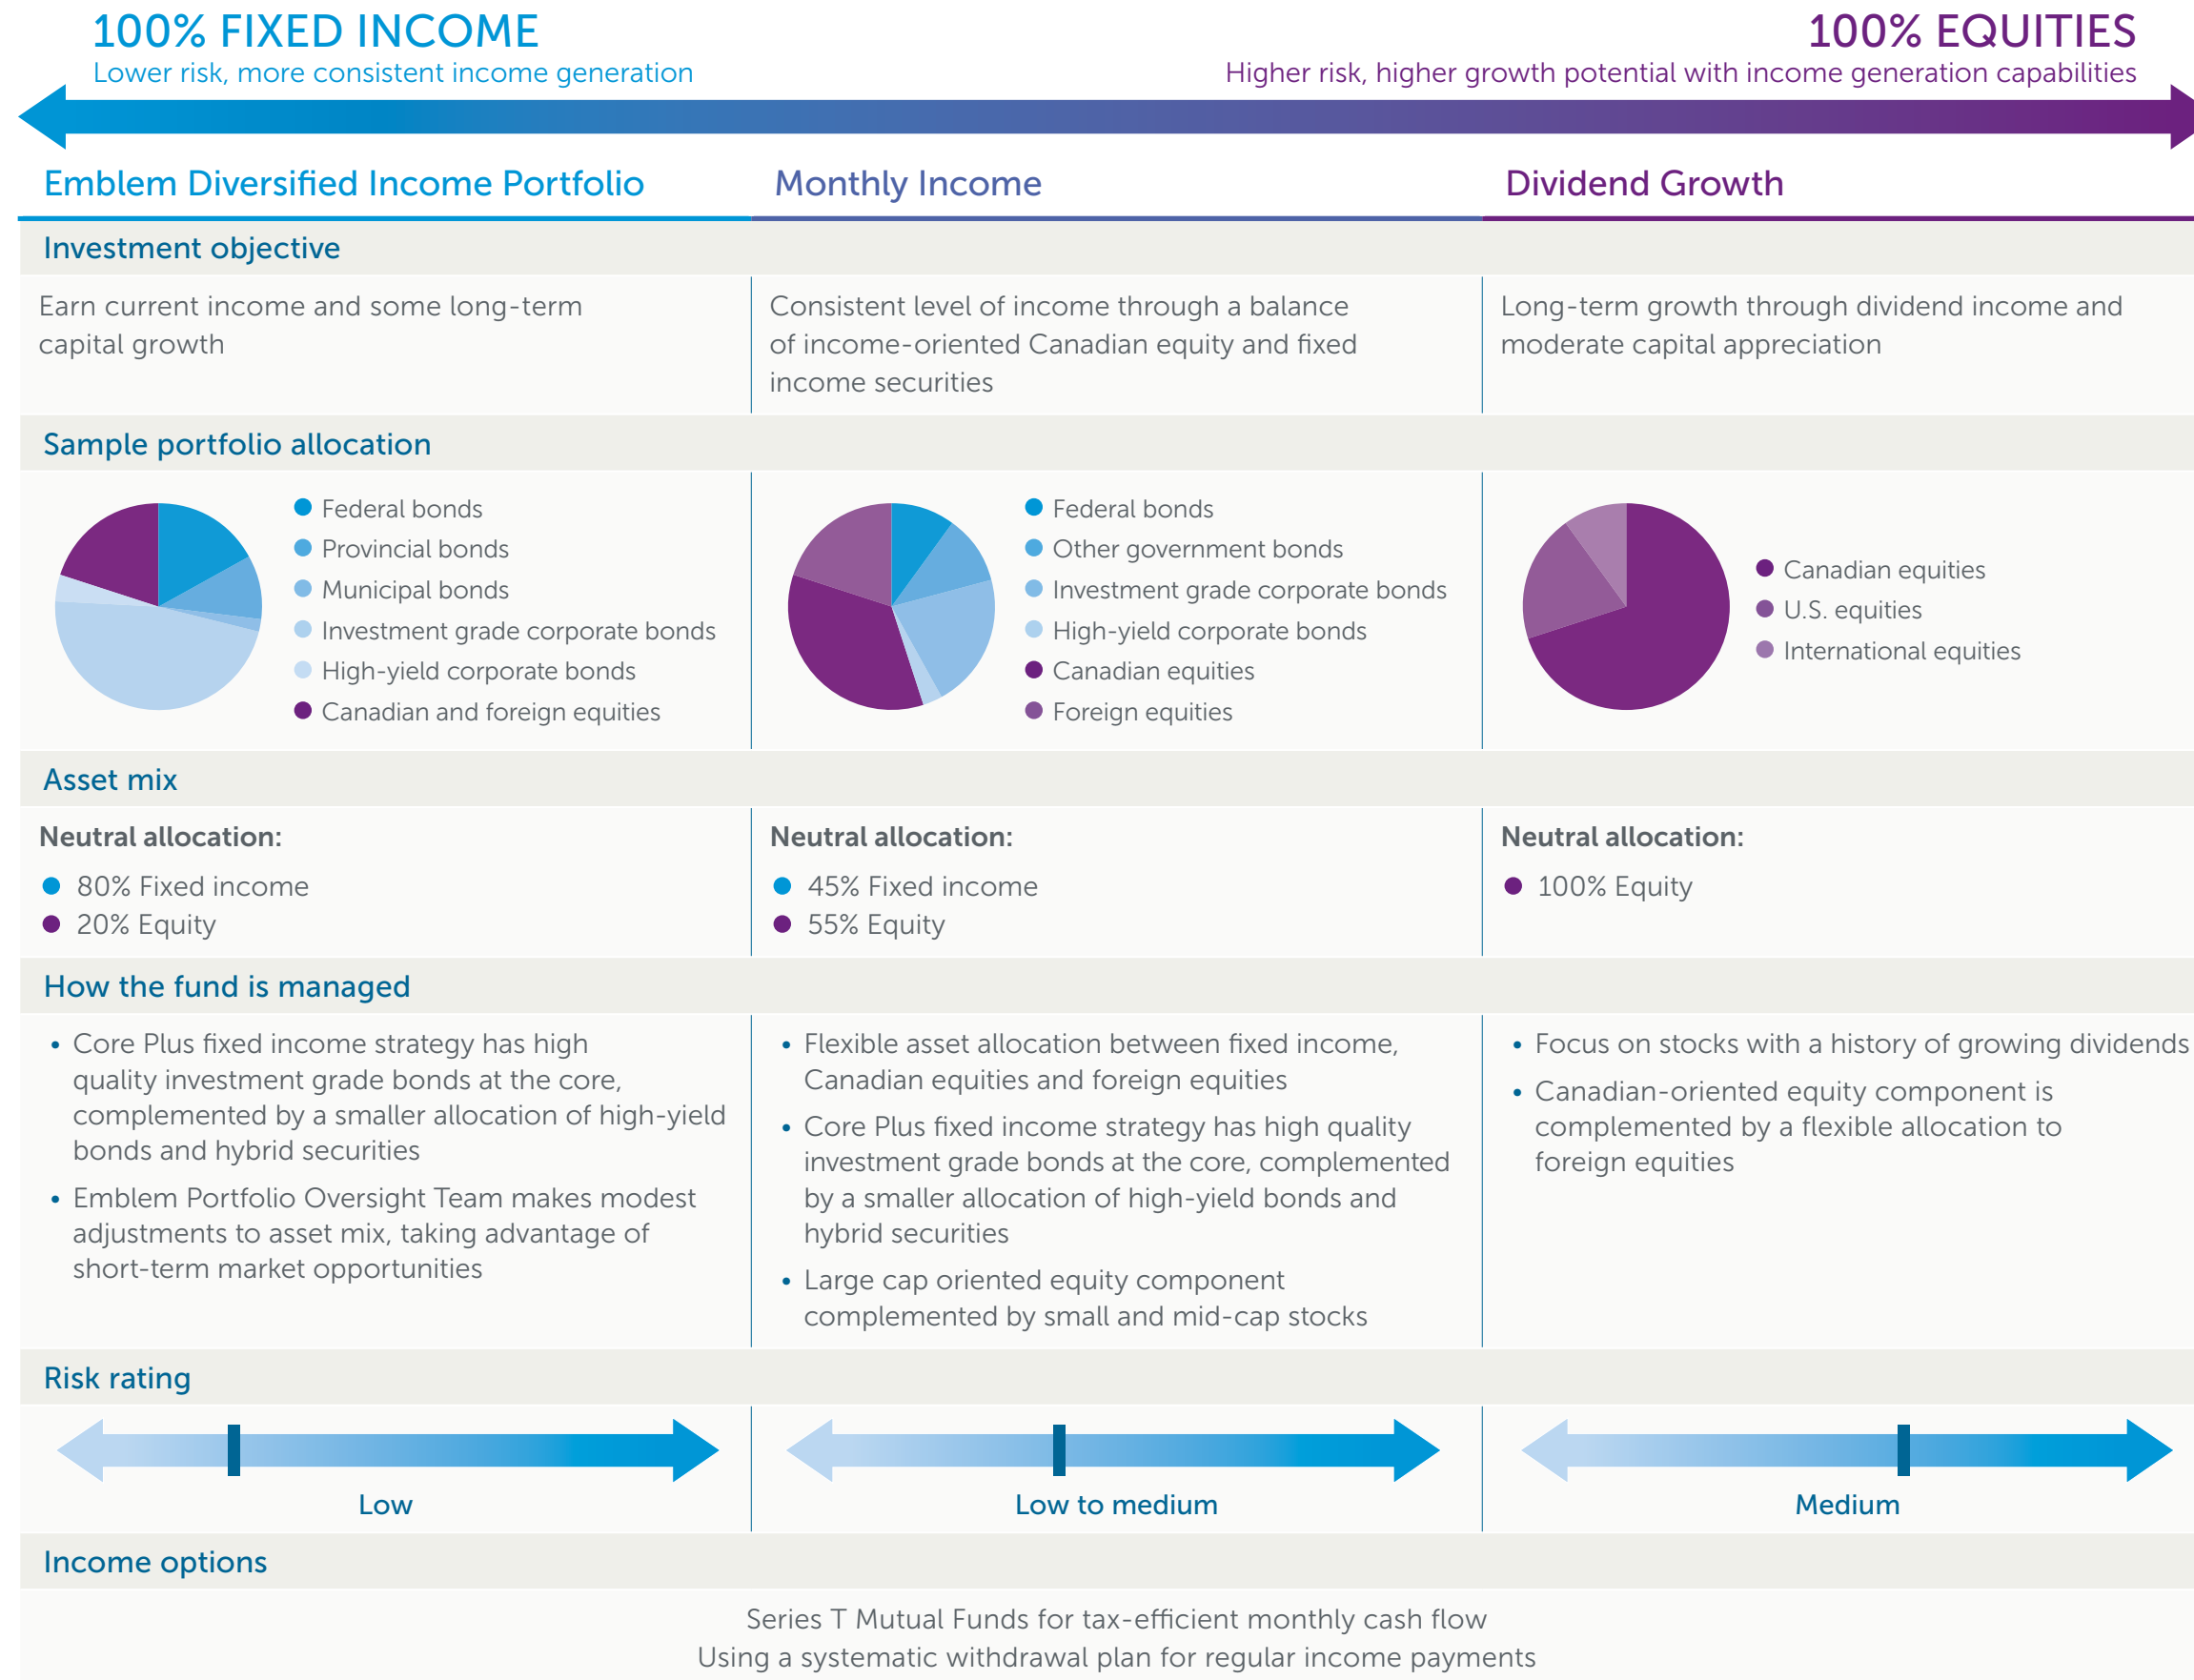 100% FIXED INCOME
Lower risk, more consistent income generation
100% EQUITIES
Higher risk, higher growth potential with income generation capabilities
Emblem Diversified Income Portfolio
Monthly Income
Dividend Growth
Investment objective
Earn current income and some long-term
capital growth
Consistent level of income through a balance
of income-oriented Canadian equity and fixed
income securities
Long-term growth through dividend income and
moderate capital appreciation
Sample portfolio allocation
Federal bonds
Provincial bonds
Municipal bonds
Investment grade corporate bonds
High-yield corporate bonds
Canadian and foreign equities
Federal bonds
Other government bonds
Investment grade corporate bonds
High-yield corporate bonds
Canadian equities
Foreign equities
Canadian equities
U.S. equities
International equities
Asset mix
Neutral allocation:
80% Fixed income
20% Equity
Neutral allocation:
45% Fixed income
55% Equity
Neutral allocation:
100% Equity
How the fund is managed
• Core Plus fixed income strategy has high
quality investment grade bonds at the core,
complemented by a smaller allocation of high-yield
bonds and hybrid securities
• Emblem Portfolio Oversight Team makes modest
adjustments to asset mix, taking advantage of
short-term market opportunities
• Flexible asset allocation between fixed income,
Canadian equities and foreign equities
• Core Plus fixed income strategy has high quality
investment grade bonds at the core, complemented
by a smaller allocation of high-yield bonds and
hybrid securities
• Large cap oriented equity component
complemented by small and mid-cap stocks
• Focus on stocks with a history of growing dividends
• Canadian-oriented equity component is
complemented by a flexible allocation to
foreign equities
Risk rating
Low
Low to medium
Medium
Income options
Series T Mutual Funds for tax-efficient monthly cash flow
Using a systematic withdrawal plan for regular income payments